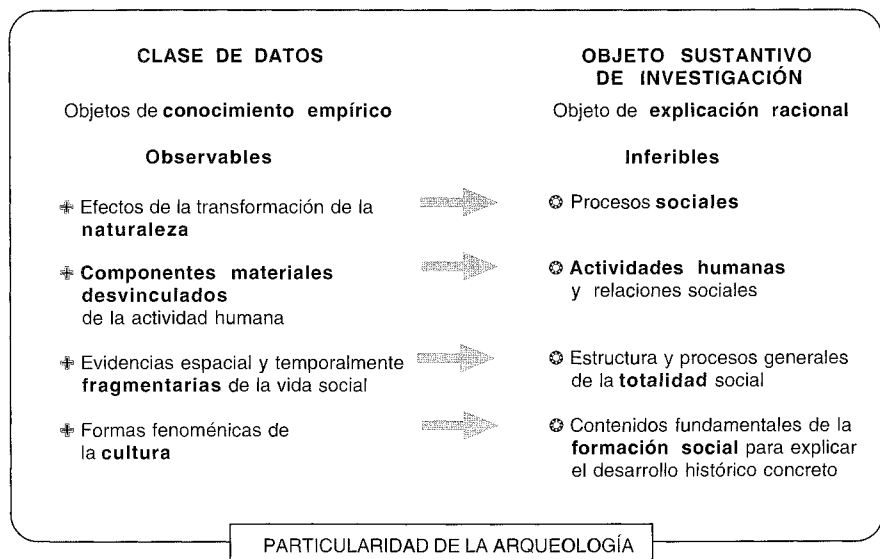 CLASE DE DATOS
Objetos de conocimiento empírico
Observables
Efectos de la transformación de la
naturaleza
Componentes materiales
desvinculados
de la actividad humana
Evidencias espacial y temporalmente
fragmentarias de la vida social
Formas fenoménicas de
la cultura
OBJETO SUSTANTIVO
DE INVESTIGACIÓN
Objeto de explicación racional
Inferibles
Procesos sociales
Actividades humanas
y relaciones sociales
Estructura y procesos generales
de la totalidad social
Contenidos fundamentales de la
formación social para explicar
el desarrollo histórico concreto
PARTICULARIDAD DE LA ARQUEOLOGÍA